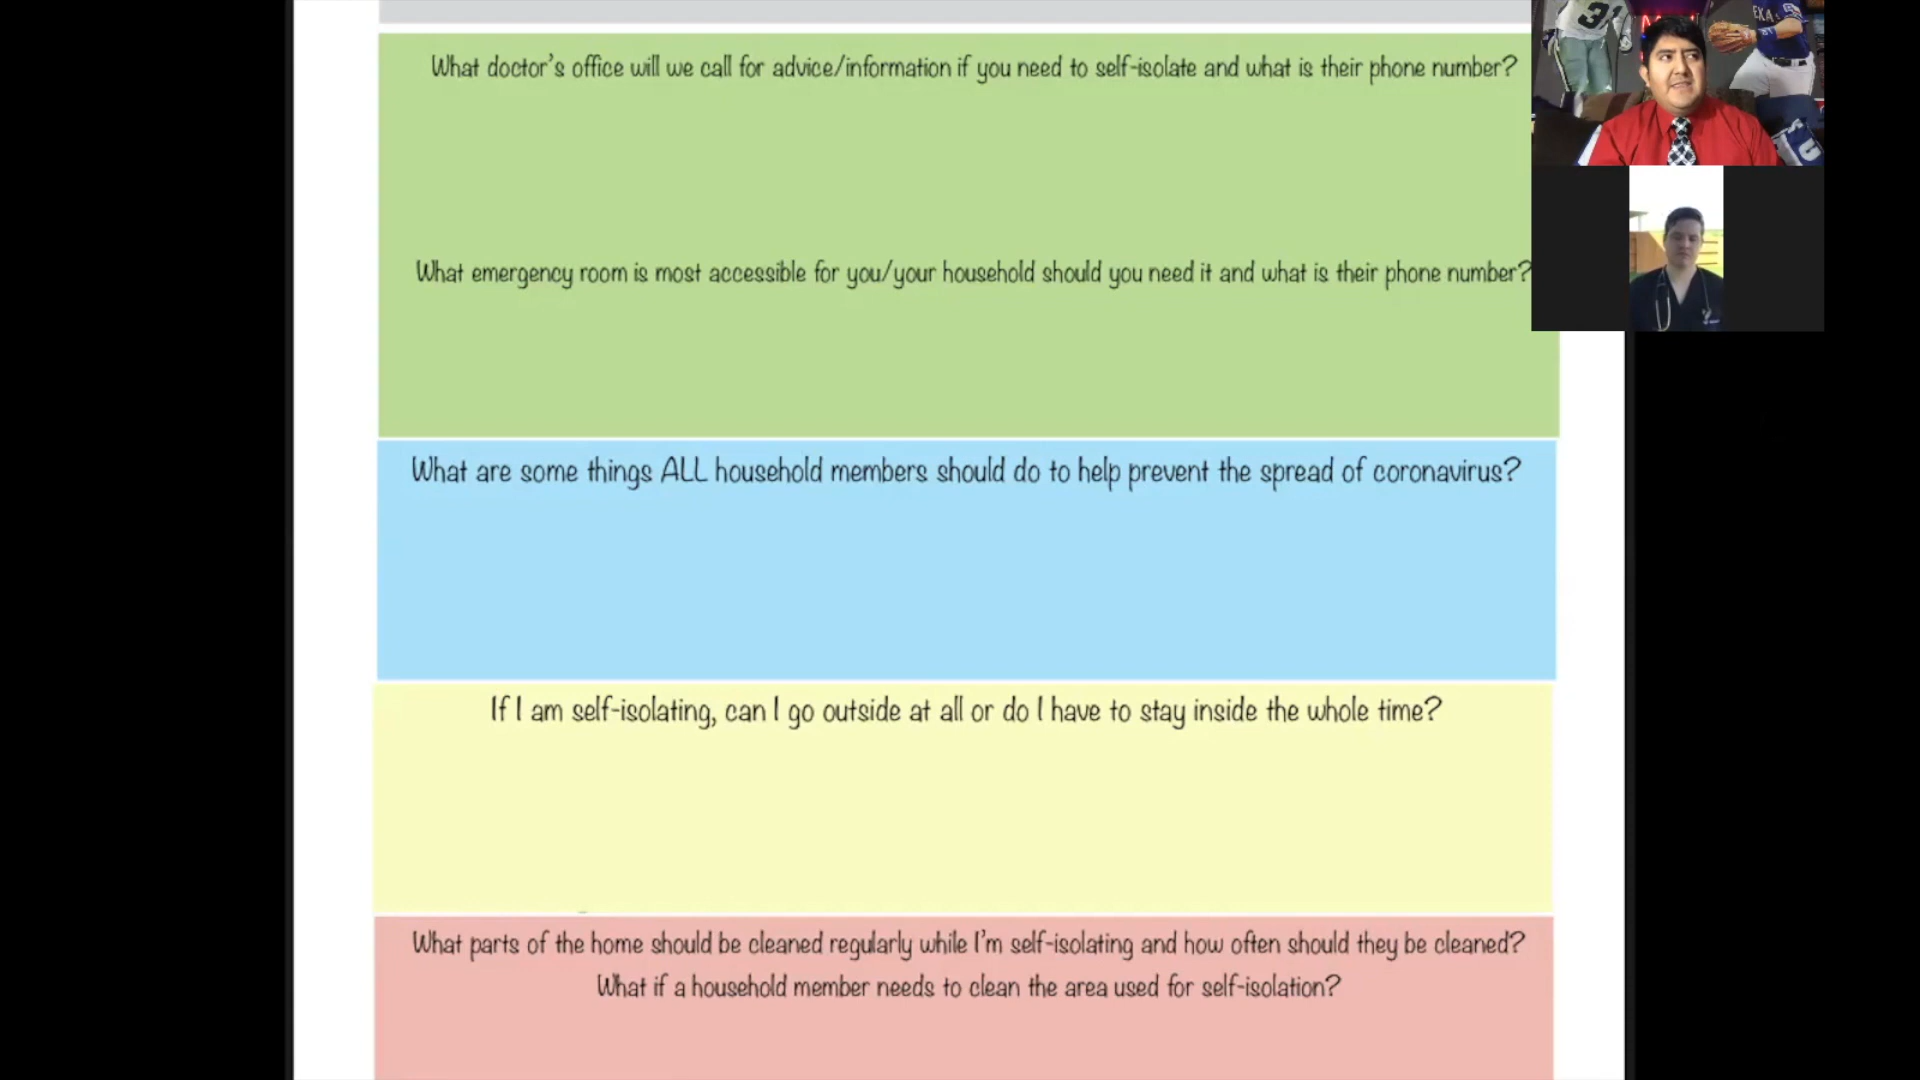 What doctor's office will we call for advice/information if you need to self-isolate and what is their phone number?
What emergency room is most accessible for you/your household should you need it and what is their phone number?
What are some things ALL household members should do to help prevent the spread of coronavirus?
If I am self-isolating, can I go outside at all or do I have to stay inside the whole time?
What parts of the home should be cleaned regularly while I'm self-isolating and how often should they be cleaned?
What if a household member needs to clean the area used for self-isolation?